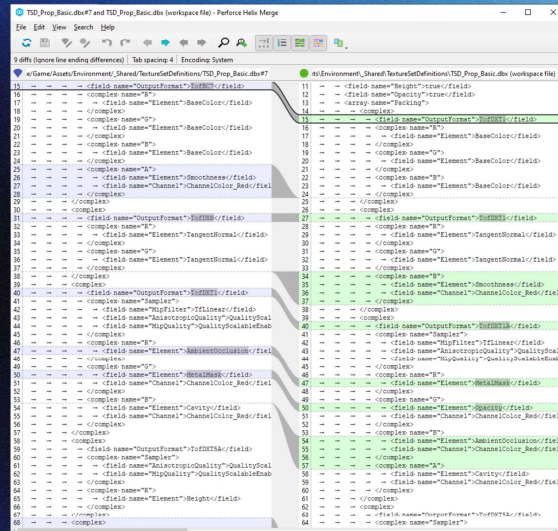 TSD_Prop_Basic.dbx#7 and TSD_Prop_Basic.dbx (workspace file) - Perforce Helix Merge
File Edit View Search Help
9 diffs (Ignore line ending differences) Tab spacing: 4 Encoding: System
e/Game/Assets/Environment/_Shared/TextureSetDefinitions/TSD_Prop_Basic.dbx#7
15 <field name="OutputFormat">TofBC7</field>
16 <complex name="R">
17 <field name="Element">BaseColor</field>
18 </complex>
19 <complex name="G">
20 <field name="Element">BaseColor</field>
21 </complex>
22 <complex name="B">
23 <field name="Element">BaseColor</field>
24 </complex>
25 <complex name="A">
26 <field name="Element">Smoothness</field>
27 <field name="Channel">ChannelColor_Red</fiel
28 </complex>
29 </complex>
30 <complex>
31 <field name="OutputFormat">TofDXN</field>
32 <complex name="R">
33 <field name="Element">TangentNormal</field>
34 </complex>
35 <complex name="G">
36 <field name="Element">TangentNormal</field>
37 </complex>
38 </complex>
39 <complex>
40 <field name="OutputFormat">TofDXT1</field>
41 <complex name="Sampler">
42 <field name="HipFilter">TfLinear</field>
43 <field name="AnisotropicQuality">QualityScal
44 <field name="HipQuality">QualityScalableEnab
45 </complex>
46 <complex name="R">
47 <field name="Element">AmbientOcclusion</fiel
48 </complex>
49 <complex name="G">
50 <field name="Element">MetalMask</field>
51 <field name="Channel">ChannelColor_Red</fiel
52 </complex>
53 <complex name="B">
54 <field name="Element">Cavity</field>
55 <field name="Channel">ChannelColor_Red</fiel
56 </complex>
57 </complex>
58 <complex>
59 <field name="OutputFormat">TofDXT5A</field>
60 <complex name="Sampler">
61 <field name="AnisotropicQuality">QualityScal
62 <field name="HipQuality">QualityScalableEnab
63 </complex>
64 <complex name="R">
65 <field name="Element">Height</field>
66 </complex>
67 </complex>
68 <complex>
rts\Environment\_Shared\TextureSetDefinitions\TSD_Prop_Basic.dbx (workspace file)
11 <field name="Height">true</field>
12 <field name="Opacity">true</field>
13 <array name="Packing">
14 <complex>
15 <field name="OutputFormat">TofDXT1</field>
16 <complex name="R">
17 <field name="Element">BaseColor</field>
18 </complex>
19 <complex name="G">
20 <field name="Element">BaseColor</field>
21 </complex>
22 <complex name="B">
23 <field name="Element">BaseColor</field>
24 </complex>
25 </complex>
26 <complex>
27 <field name="OutputFormat">TofDXT1</field>
28 <complex name="R">
29 <field name="Element">TangentNormal</field>
30 </complex>
31 <complex name="G">
32 <field name="Element">TangentNormal</field>
33 </complex>
34 <complex name="B">
35 <field name="Element">Smoothness</field>
36 <field name="Channel">ChannelColor_Red</field>
37 </complex>
38 </complex>
39 <complex>
40 <field name="OutputFormat">TofDXT1A</field>
41 <complex name="Sampler">
42 <field name="HipFilter">TfLinear</field>
43 <field name="AnisotropicQuality">QualityScal
44 <field name="HipQuality">QualityScalableEnab
45 </complex>
46 <complex name="R">
47 <field name="Element">MetalMask</field>
48 </complex>
49 <complex name="G">
50 <field name="Element">Opacity</field>
51 <field name="Channel">ChannelColor_Red</fiel
52 </complex>
53 <complex name="B">
54 <field name="Element">AmbientOcclusion</fiel
55 <field name="Channel">ChannelColor_Red</fiel
56 </complex>
57 <complex name="A">
58 <field name="Element">Cavity</field>
59 <field name="Channel">ChannelColor_Red</fiel
60 </complex>
61 </complex>
62 <complex>
63 <field name="OutputFormat">TofDXT5A</field>
64 <complex name="Sampler">